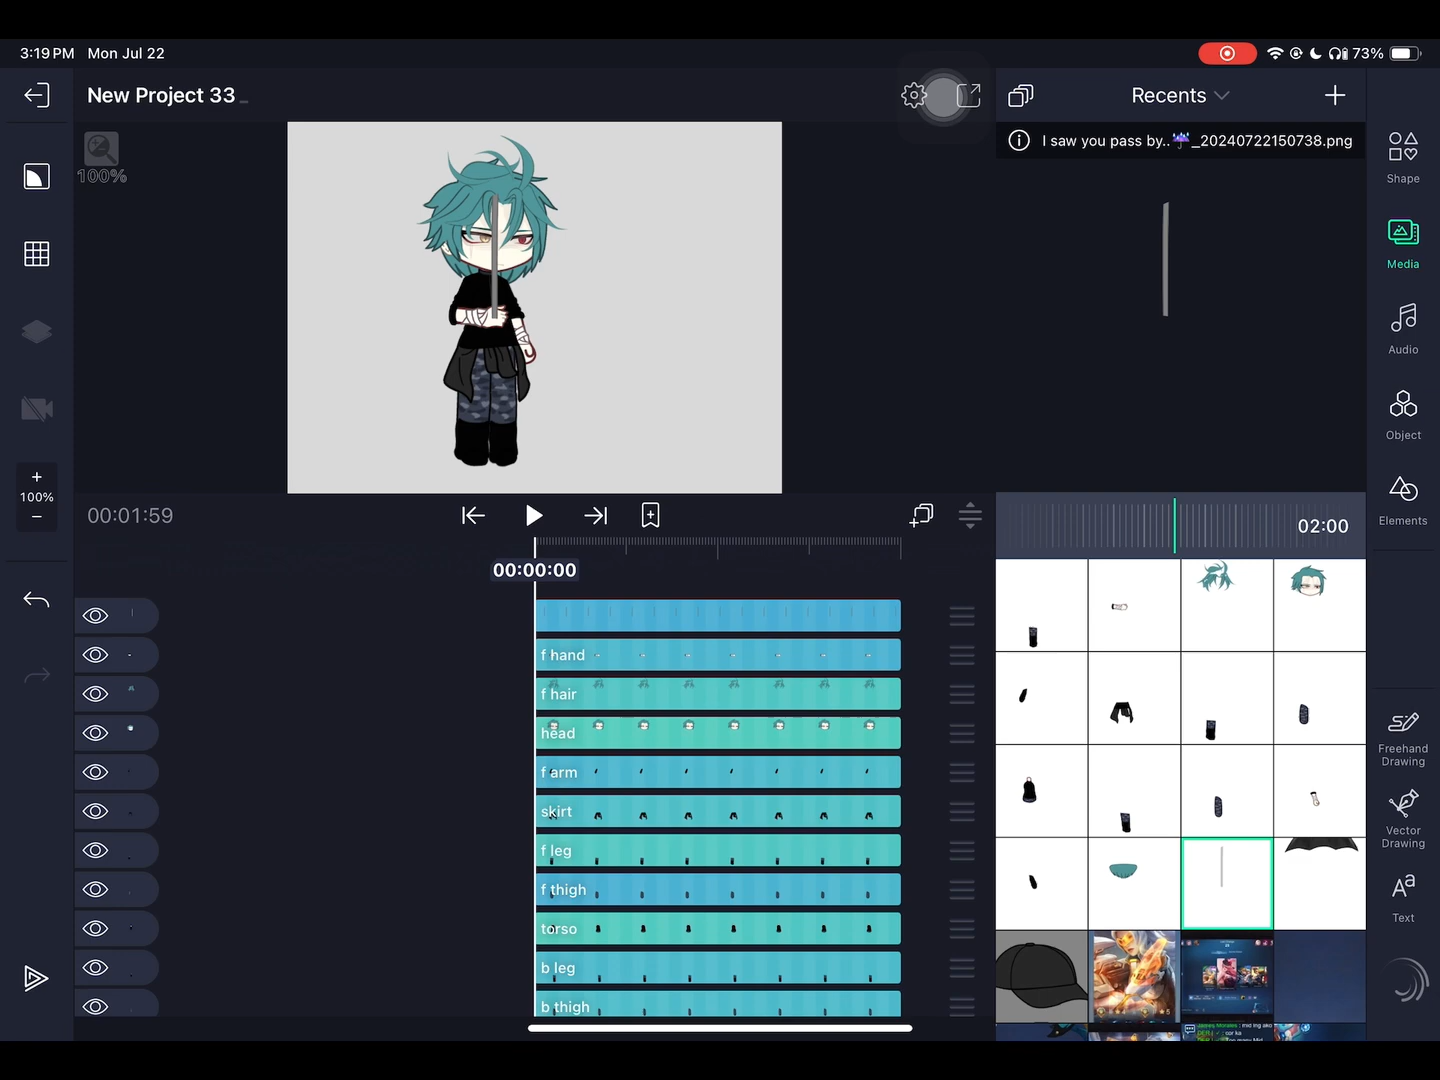 3:19 PM Mon Jul 22
73%
New Project 33
Recents
100%
I saw you pass by..☔_20240722150738.png
Shape
Media
Audio
Object
Elements
+
100%
−
00:01:59
02:00
00:00:00
f hand
f hair
head
f arm
skirt
f leg
f thigh
torso
b leg
b thigh
Freehand
Drawing
Vector
Drawing
Aa
Text